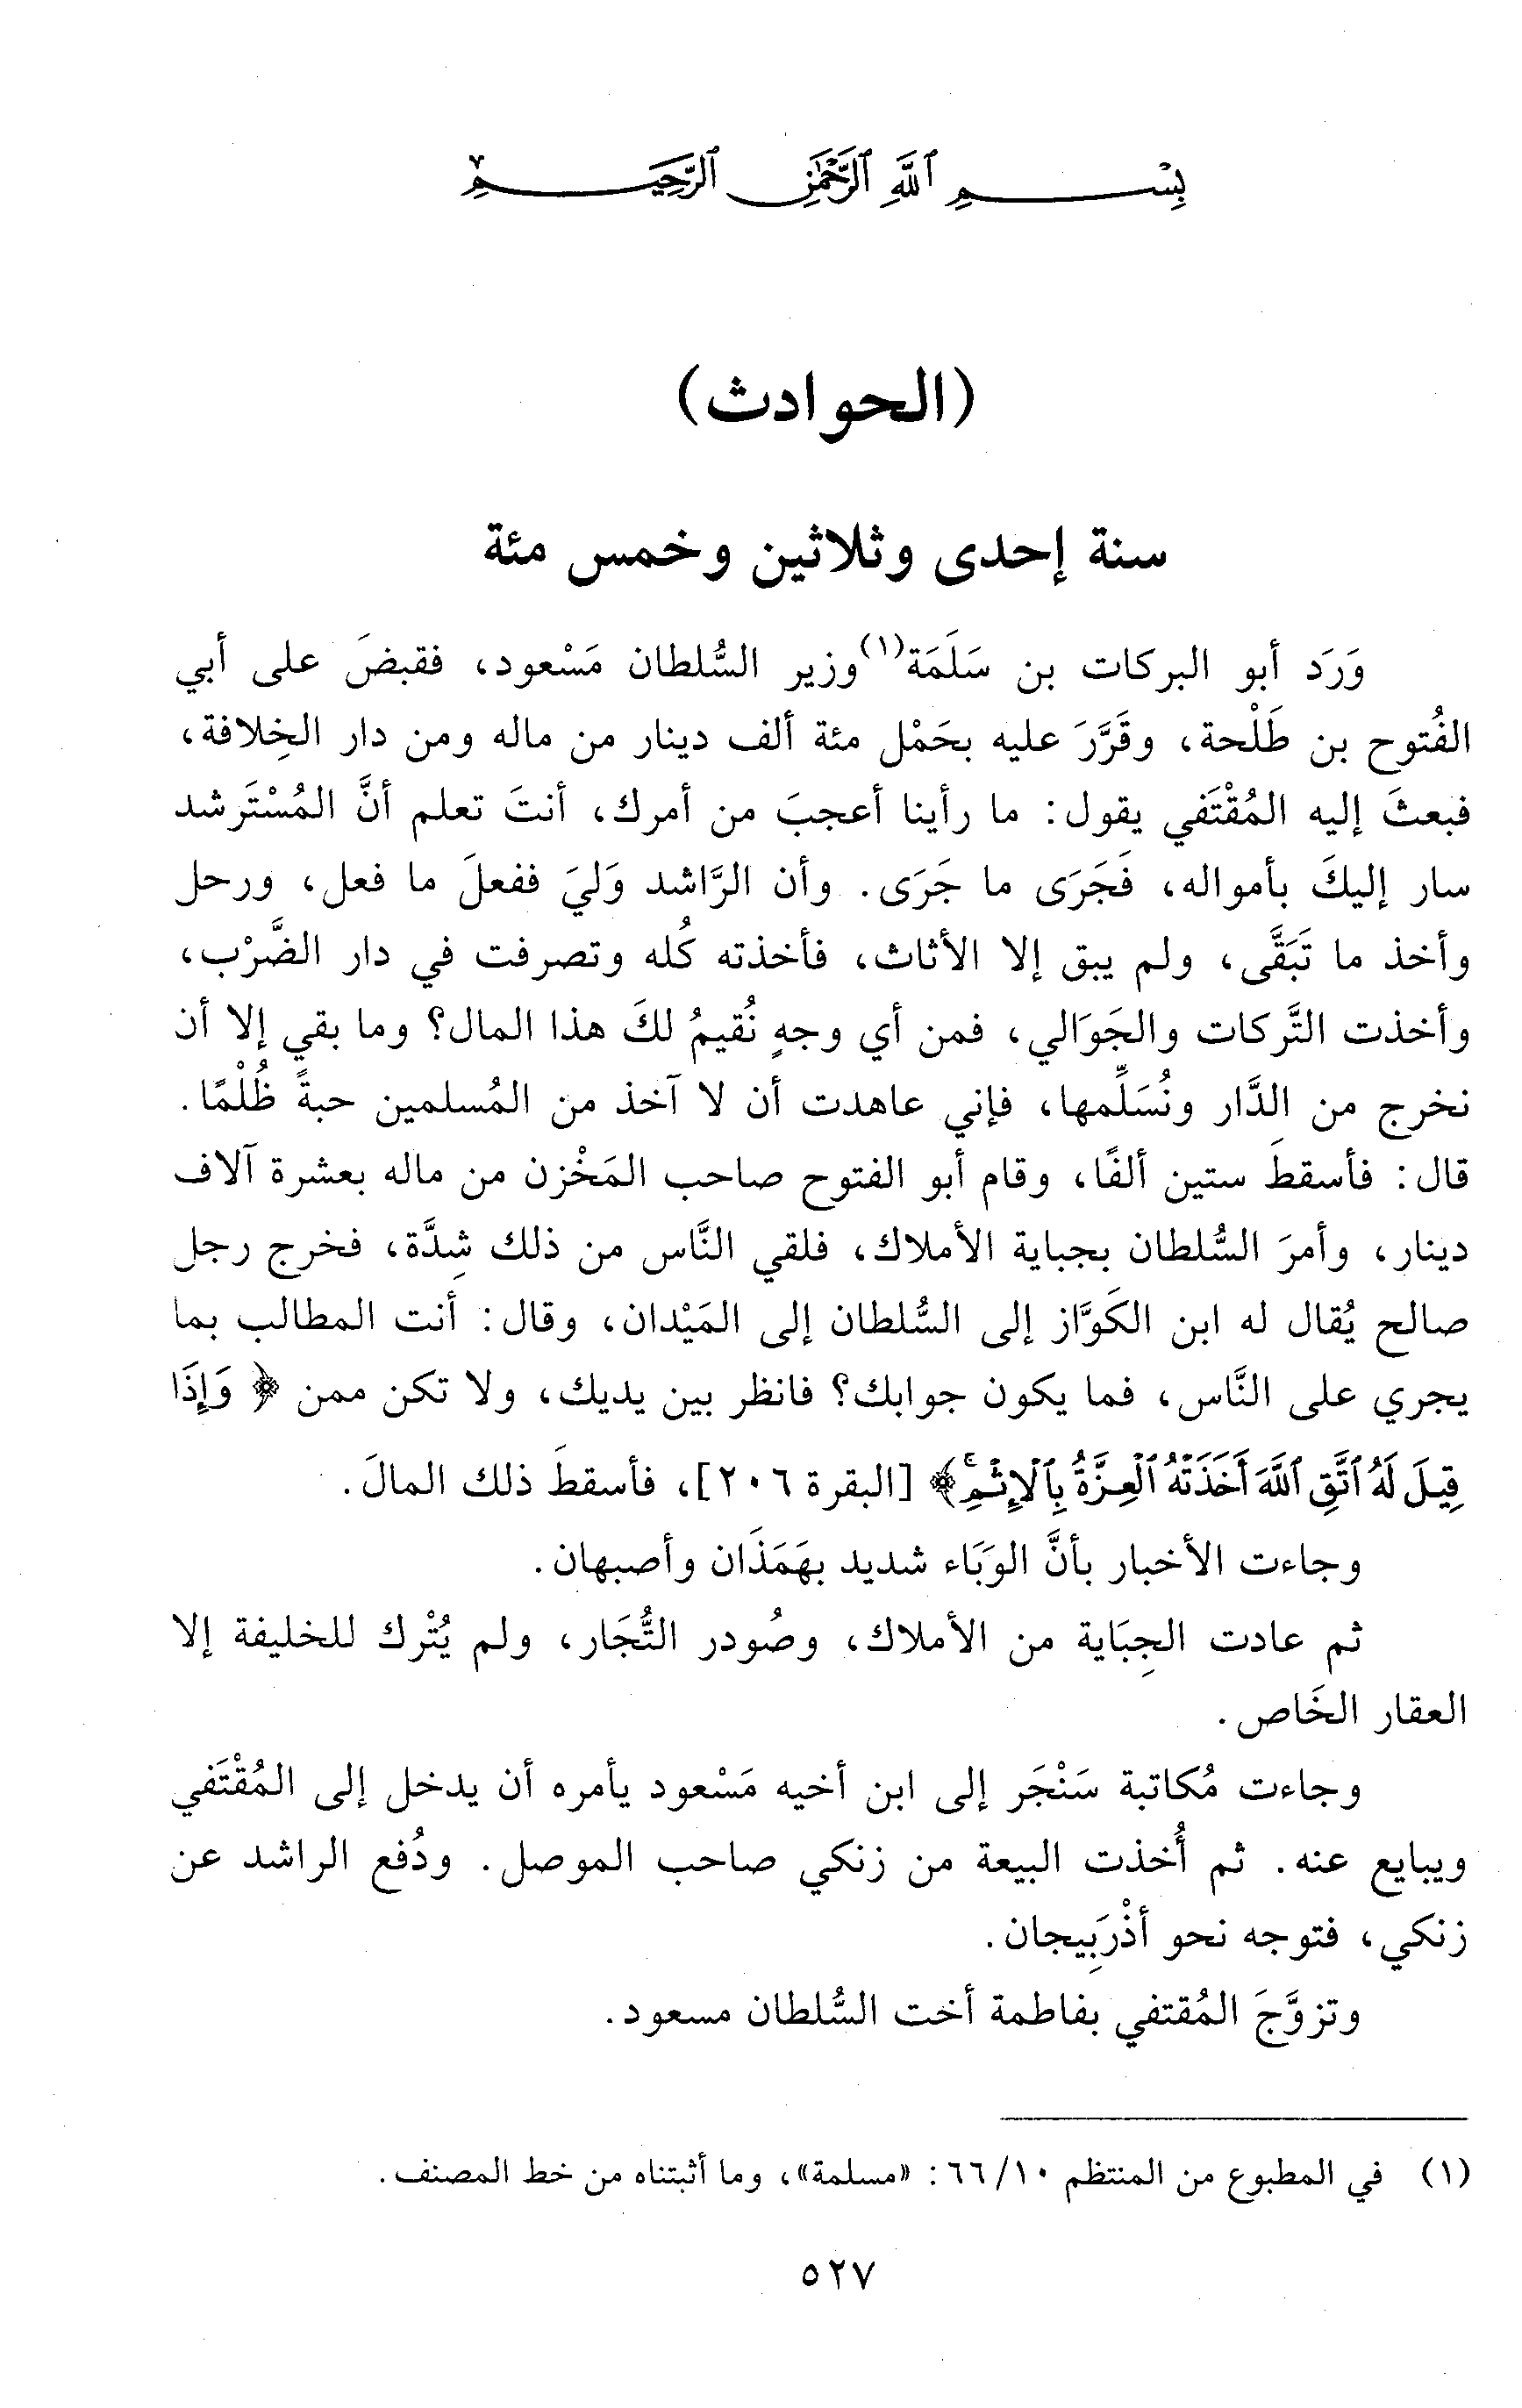 بِسْمِ ٱللَّهِ ٱلرَّحْمَٰنِ ٱلرَّحِيمِ
(الحوادث)
سنة إحدى وثلاثين وخمس مئة
وَرَد أبو البركات بن سَلَمَة(١) وزير السُّلطان مَسْعود، فقبضَ على أبي
الفُتوح بن طَلْحة، وقَرَّرَ عليه بحَمْل مئة ألف دينار من ماله ومن دار الخِلافة،
فبعثَ إليه المُقْتَفي يقول: ما رأينا أعجبَ من أمرك، أنتَ تعلم أنَّ المُسْتَرشد
سار إليكَ بأمواله، فَجَرَى ما جَرَى. وأن الرَّاشد وَليَ ففعلَ ما فعل، ورحل
وأخذ ما تَبَقَّى، ولم يبق إلا الأثاث، فأخذته كُله وتصرفت في دار الضَّرْب،
وأخذت التَّركات والجَوَالي، فمن أي وجهٍ نُقيمُ لكَ هذا المال؟ وما بقي إلا أن
نخرج من الدَّار ونُسَلِّمها، فإني عاهدت أن لا آخذ من المُسلمين حبةً ظُلْمًا.
قال: فأسقطَ ستين ألفًا، وقام أبو الفتوح صاحب المَخْزن من ماله بعشرة آلاف
دينار، وأمرَ السُّلطان بجباية الأملاك، فلقي النَّاس من ذلك شِدَّة، فخرج رجل
صالح يُقال له ابن الكَوَّاز إلى السُّلطان إلى المَيْدان، وقال: أنت المطالب بما
يجري على النَّاس، فما يكون جوابك؟ فانظر بين يديك، ولا تكن ممن ﴿وَإِذَا
قِيلَ لَهُ ٱتَّقِ ٱللَّهَ أَخَذَتْهُ ٱلْعِزَّةُ بِٱلْإِثْمِ ۚ﴾ [البقرة ٢٠٦]، فأسقطَ ذلك المالَ.
وجاءت الأخبار بأنَّ الوَبَاء شديد بهَمَذَان وأصبهان.
ثم عادت الجِبَاية من الأملاك، وصُودر التُّجَار، ولم يُتْرك للخليفة إلا
العقار الخَاص.
وجاءت مُكاتبة سَنْجَر إلى ابن أخيه مَسْعود يأمره أن يدخل إلى المُقْتَفي
ويبايع عنه. ثم أُخذت البيعة من زنكي صاحب الموصل. ودُفع الراشد عن
زنكي، فتوجه نحو أذْرَبِيجان.
وتزوَّجَ المُقتفي بفاطمة أخت السُّلطان مسعود.
(١) في المطبوع من المنتظم ١٠/ ٦٦: «مسلمة»، وما أثبتناه من خط المصنف.
٥٢٧